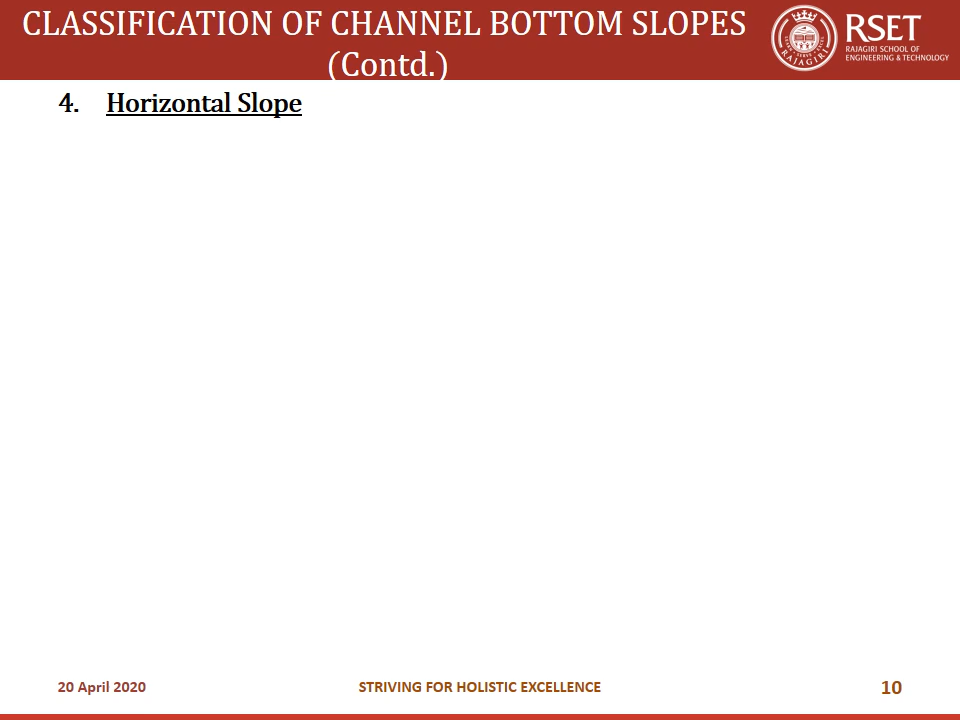 CLASSIFICATION OF CHANNEL BOTTOM SLOPES
(Contd.)
RSET
RAJAGIRI SCHOOL OF
ENGINEERING & TECHNOLOGY
RAJAGIRI
4. Horizontal Slope
20 April 2020
STRIVING FOR HOLISTIC EXCELLENCE
10